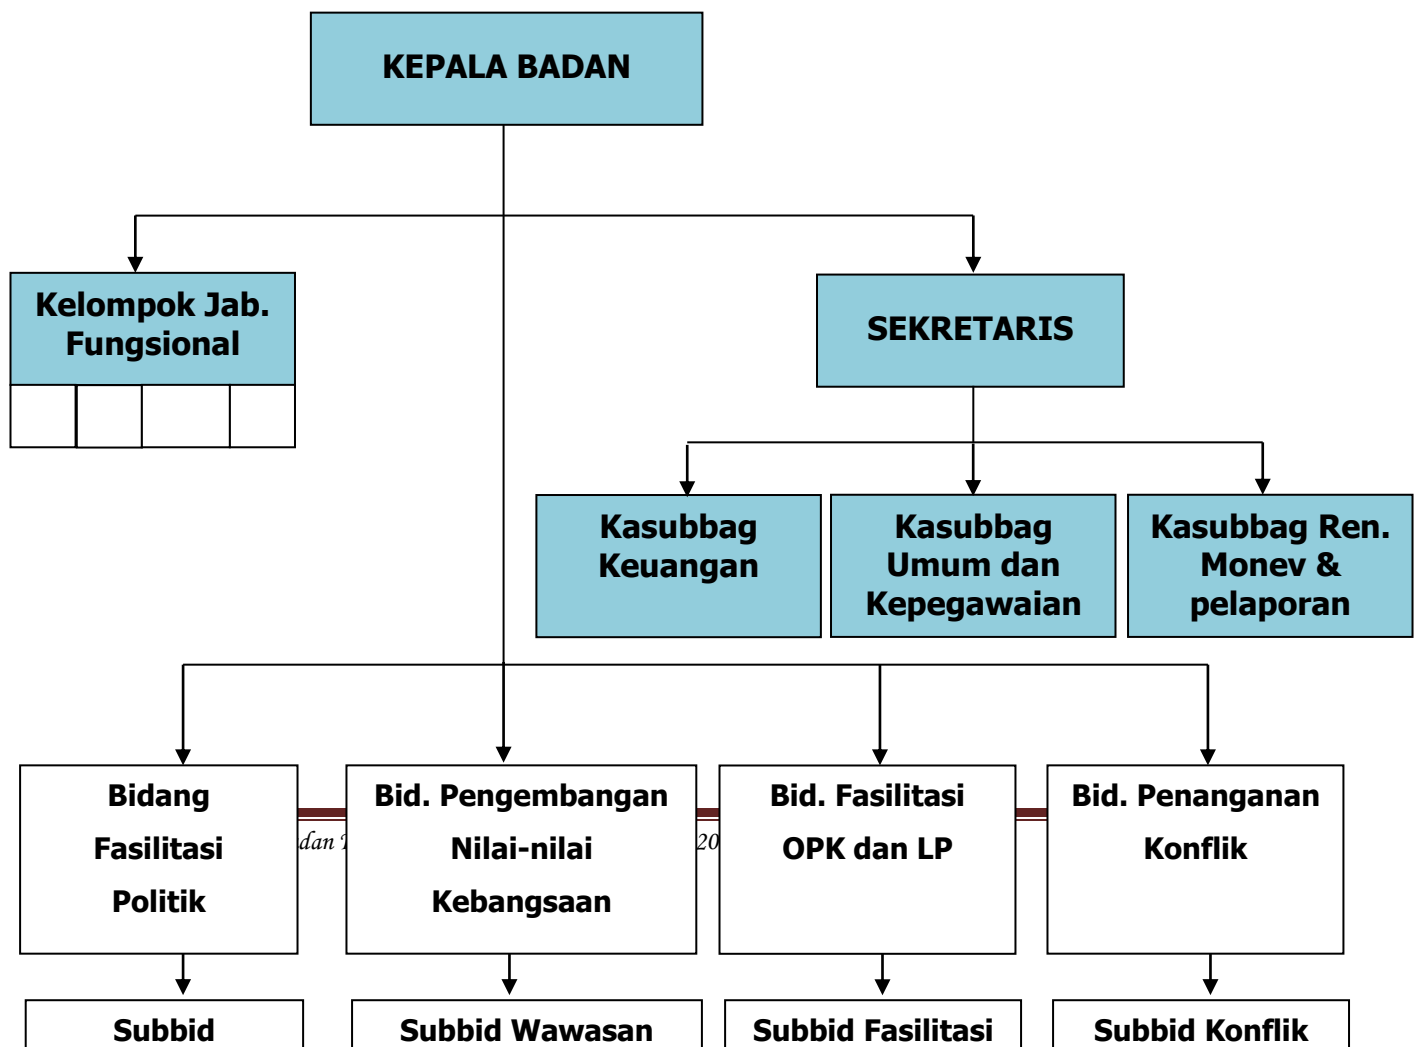 KEPALA BADAN
Kelompok Jab.
Fungsional
SEKRETARIS
Kasubbag
Keuangan
Kasubbag
Umum dan
Kepegawaian
Kasubbag Ren.
Monev &
pelaporan
Bidang
Fasilitasi
Politik
Bid. Pengembangan
Nilai-nilai
Kebangsaan
Bid. Fasilitasi
OPK dan LP
Bid. Penanganan
Konflik
20
Subbid
Subbid Wawasan
Subbid Fasilitasi
Subbid Konflik